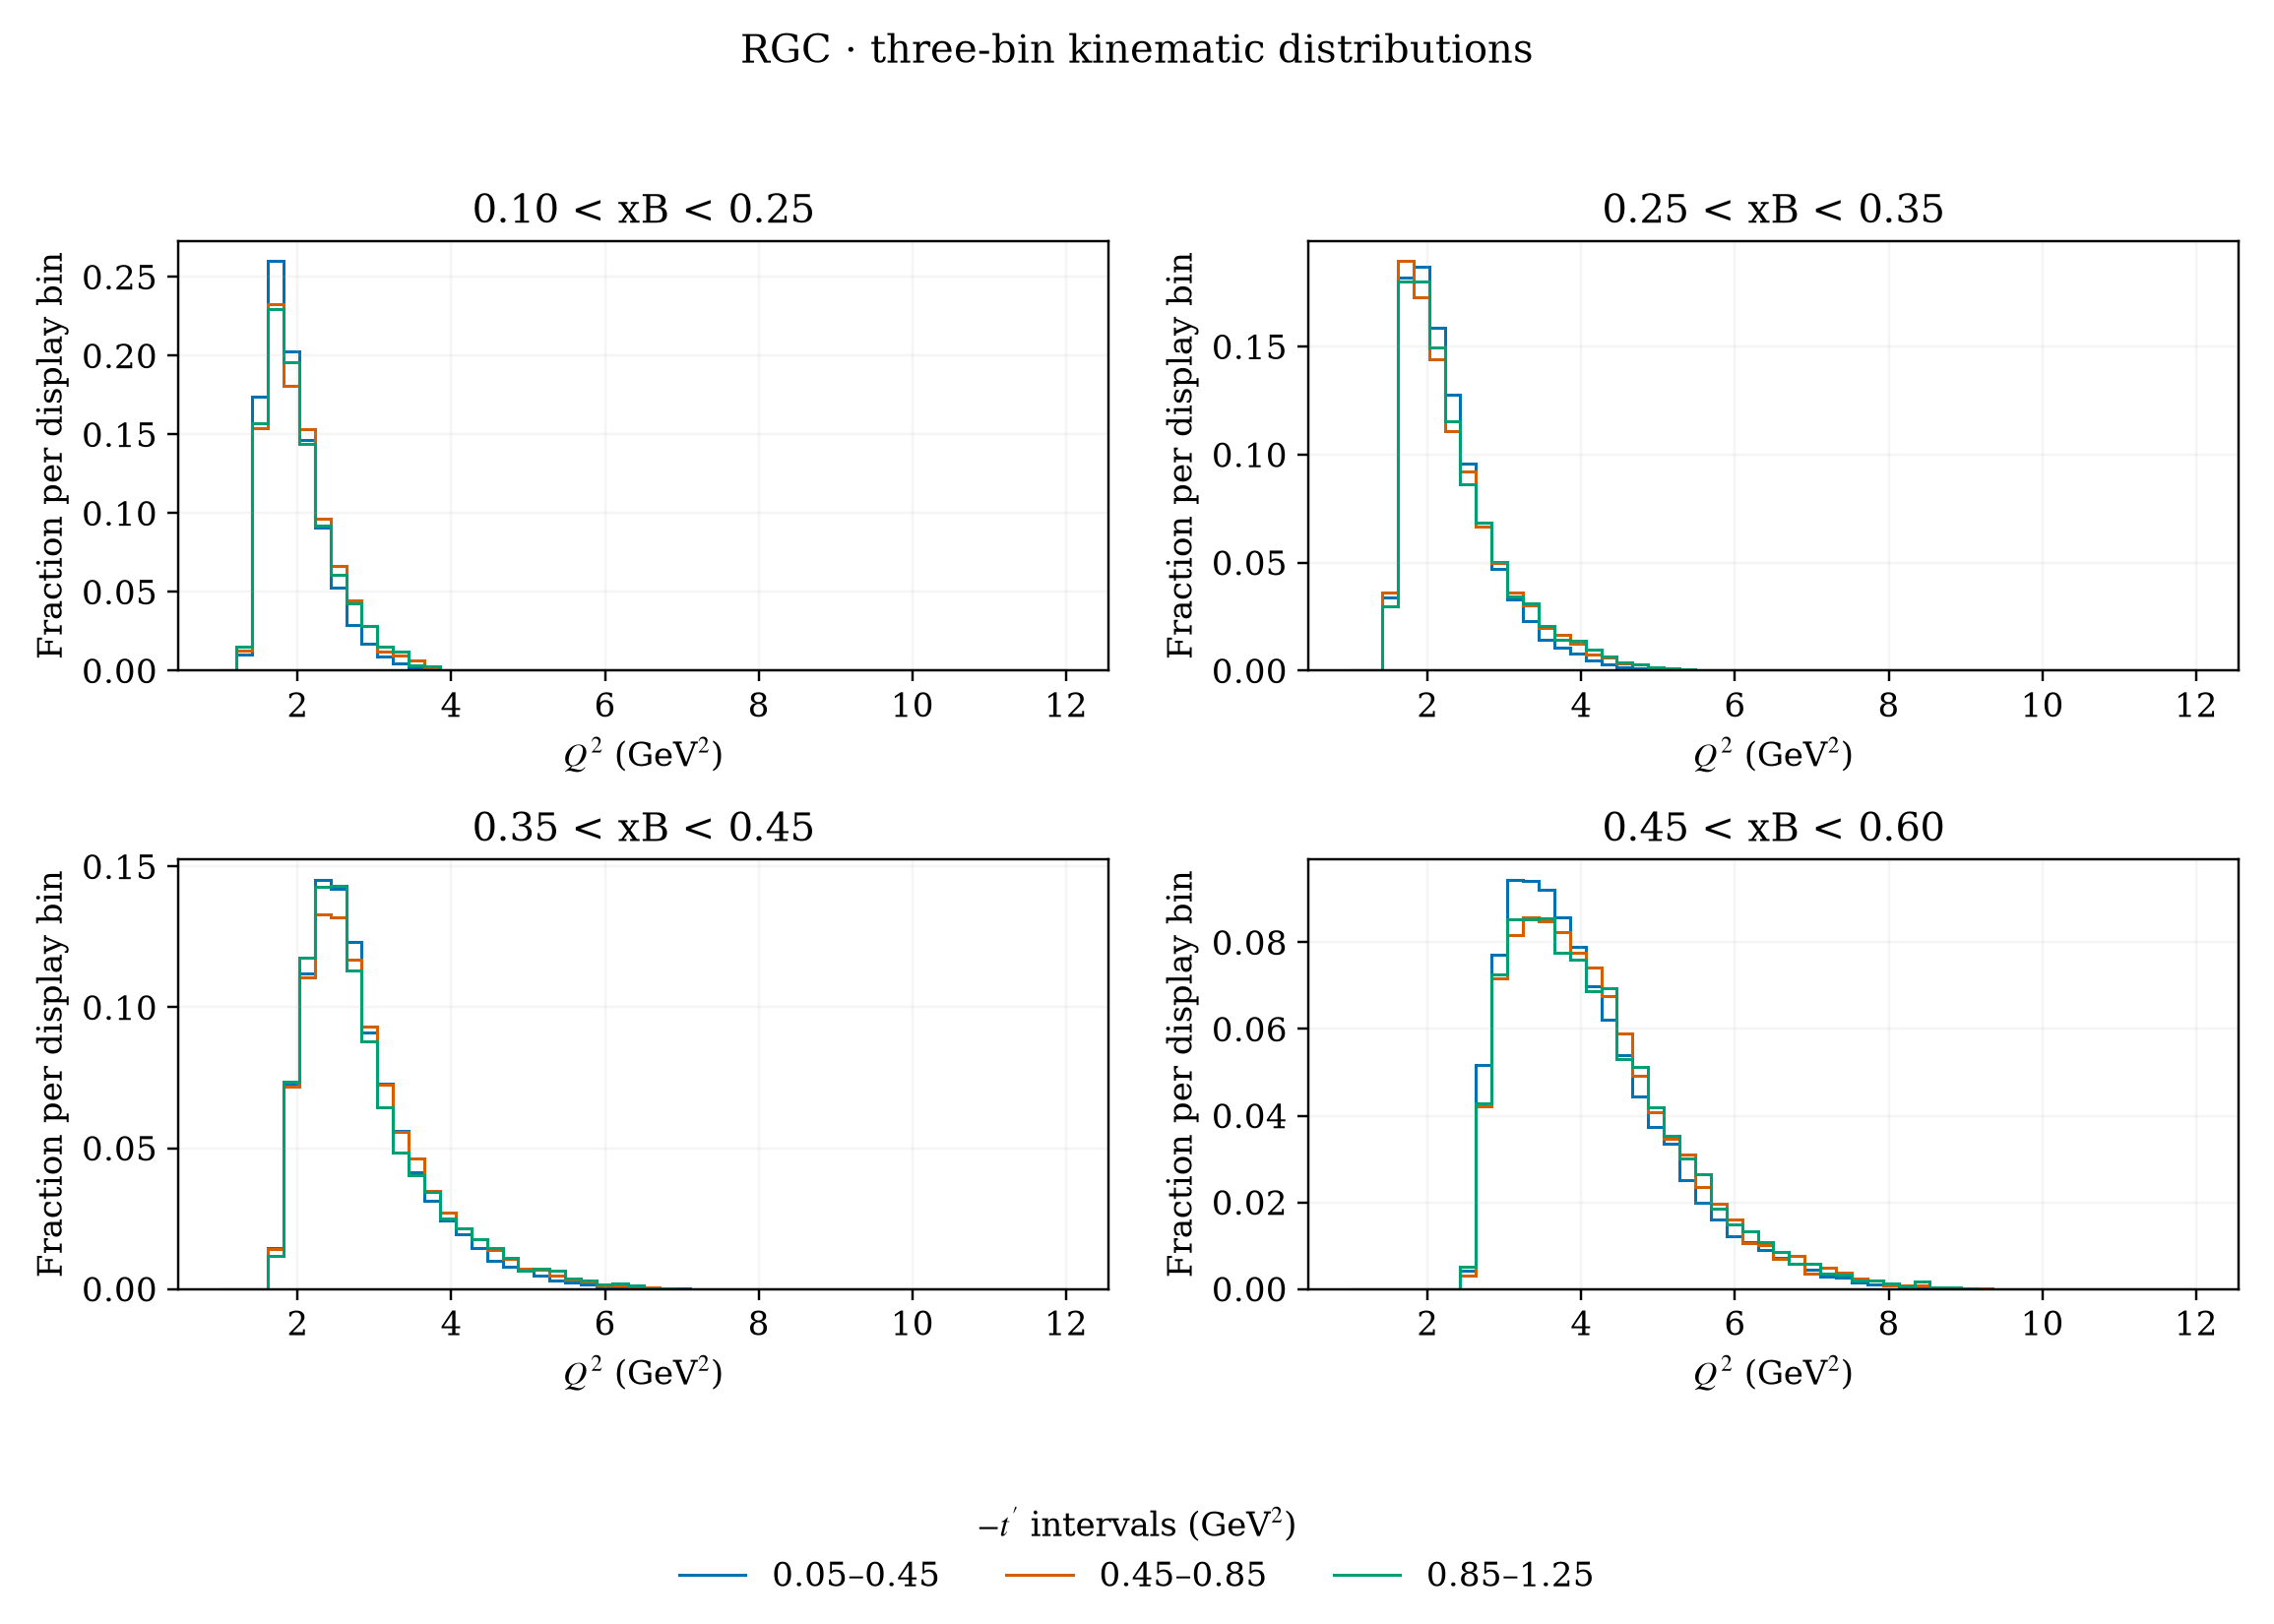 RGC · three-bin kinematic distributions
0.10 < xB < 0.25
Fraction per display bin
0.25
0.20
0.15
0.10
0.05
0.00
2 4 6 8 10 12
Q² (GeV²)
0.25 < xB < 0.35
Fraction per display bin
0.15
0.10
0.05
0.00
2 4 6 8 10 12
Q² (GeV²)
0.35 < xB < 0.45
Fraction per display bin
0.15
0.10
0.05
0.00
2 4 6 8 10 12
Q² (GeV²)
0.45 < xB < 0.60
Fraction per display bin
0.08
0.06
0.04
0.02
0.00
2 4 6 8 10 12
Q² (GeV²)
−t′ intervals (GeV²)
0.05–0.45 0.45–0.85 0.85–1.25